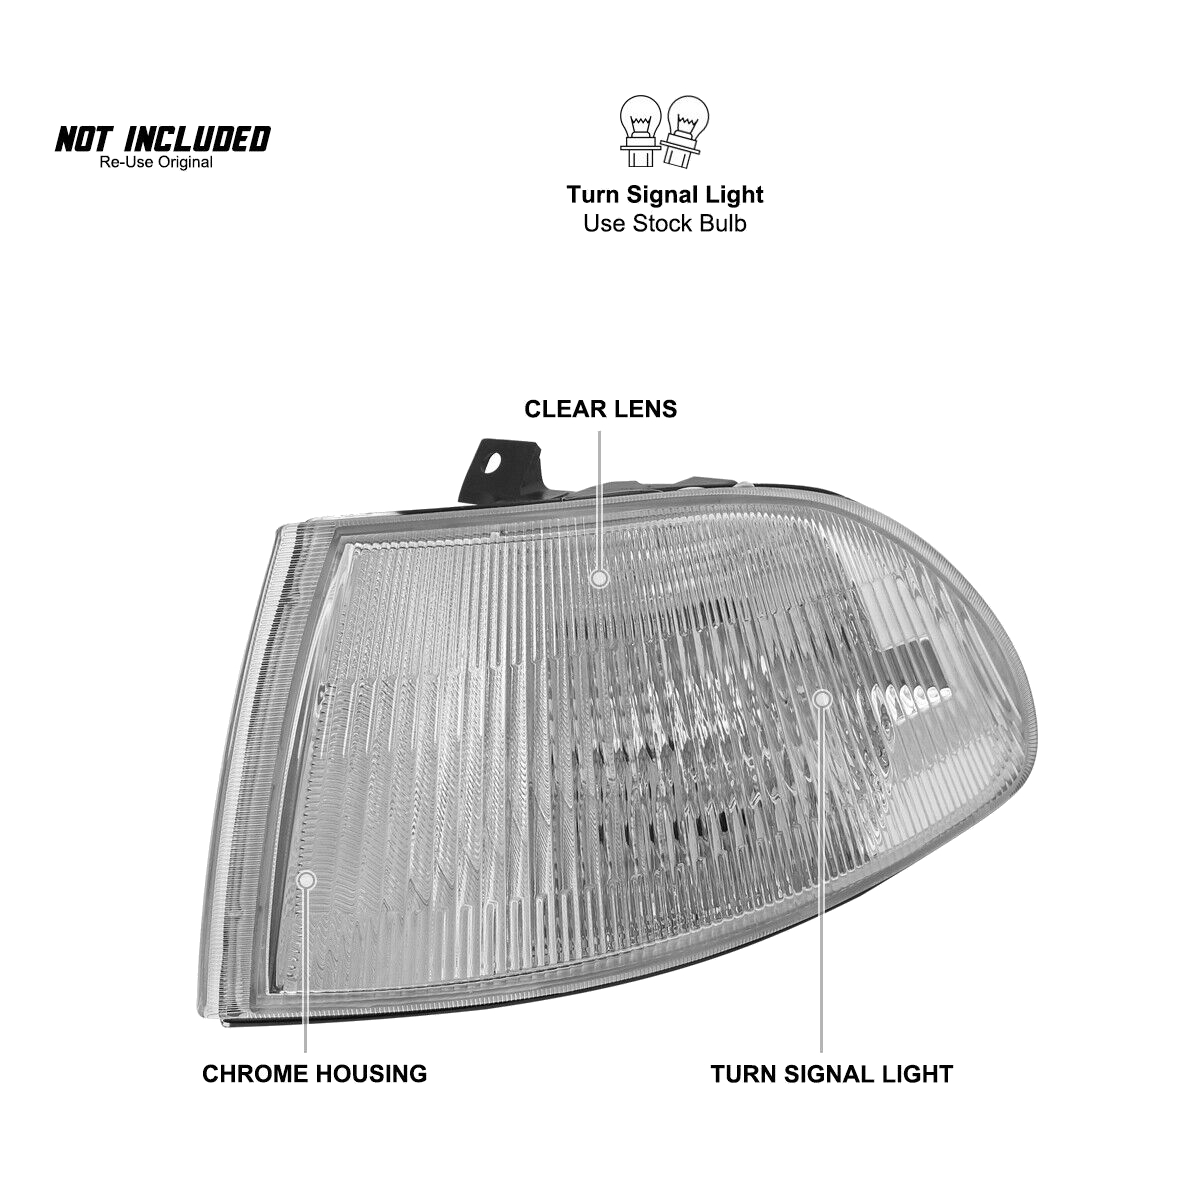 NOT INCLUDED
Re-Use Original
Turn Signal Light
Use Stock Bulb
CLEAR LENS
CHROME HOUSING
TURN SIGNAL LIGHT